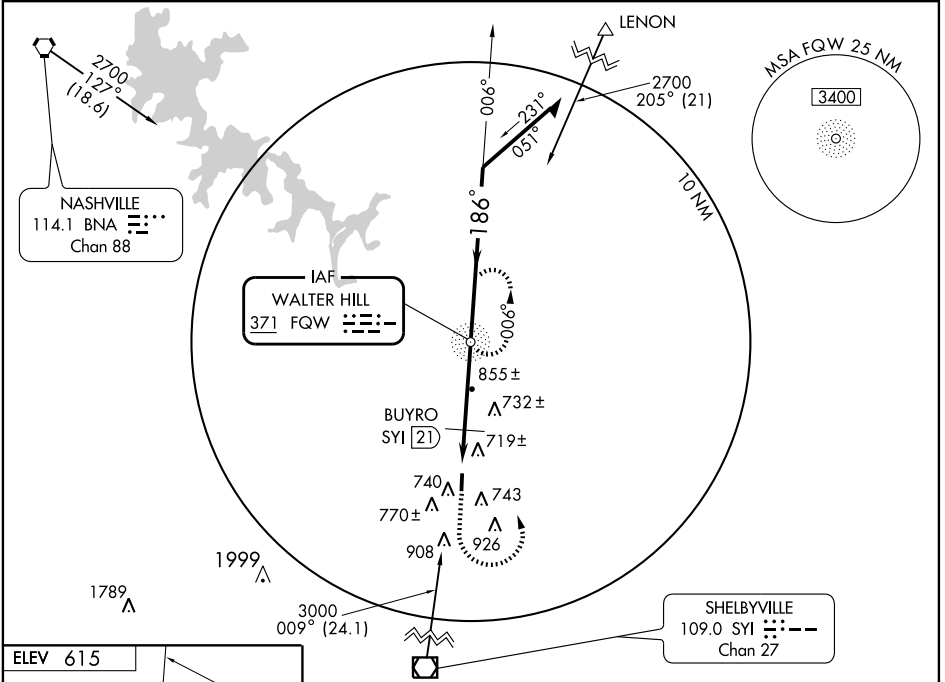 LENON
2700
127°
(18.6)
2700
205° (21)
MSA FQW 25 NM
3400
006°
231°
051°
10 NM
NASHVILLE
114.1 BNA
Chan 88
186°
IAF
WALTER HILL
371 FQW
006°
855±
732±
BUYRO
SYI 21
719±
740
743
770±
926
908
1999
1789
3000
009° (24.1)
SHELBYVILLE
109.0 SYI
Chan 27
ELEV 615